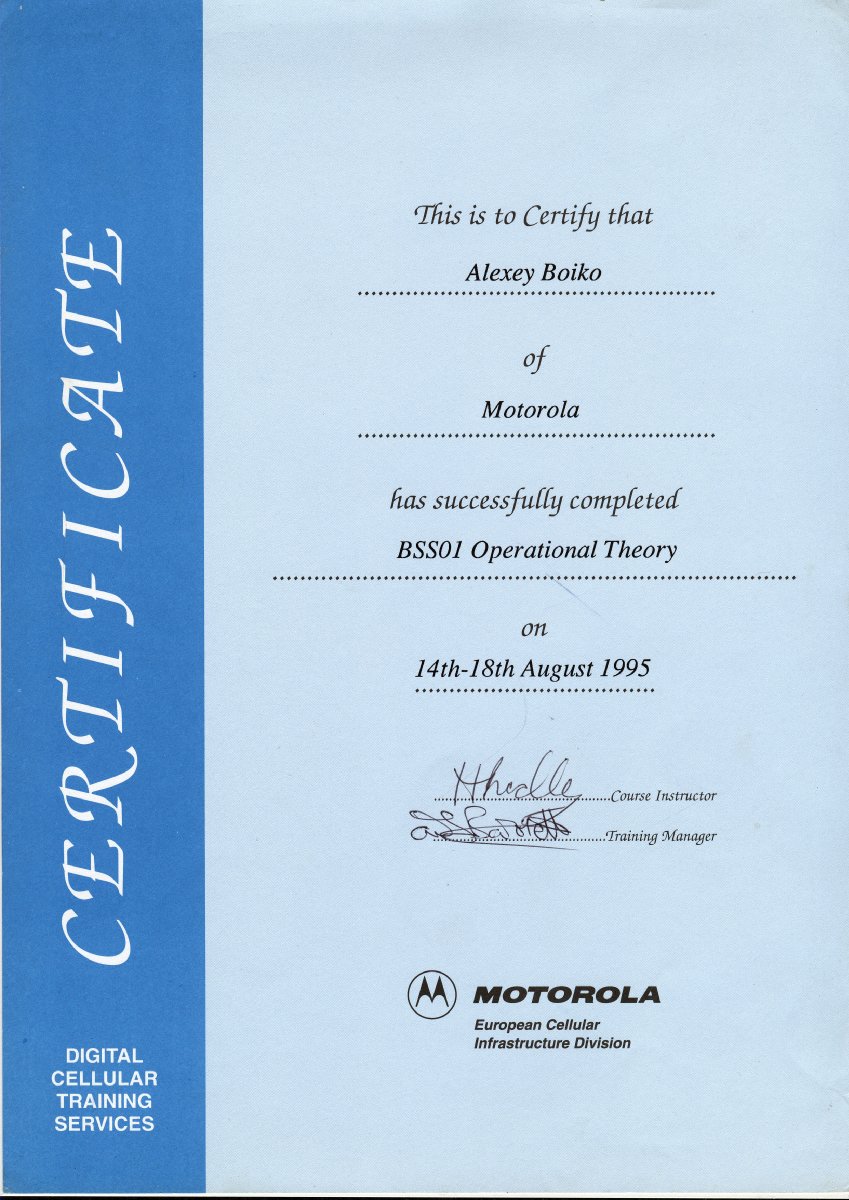 CERTIFICATE
DIGITAL
CELLULAR
TRAINING
SERVICES
This is to Certify that
Alexey Boiko
of
Motorola
has successfully completed
BSS01 Operational Theory
on
14th-18th August 1995
Course Instructor
Training Manager
MOTOROLA
European Cellular
Infrastructure Division